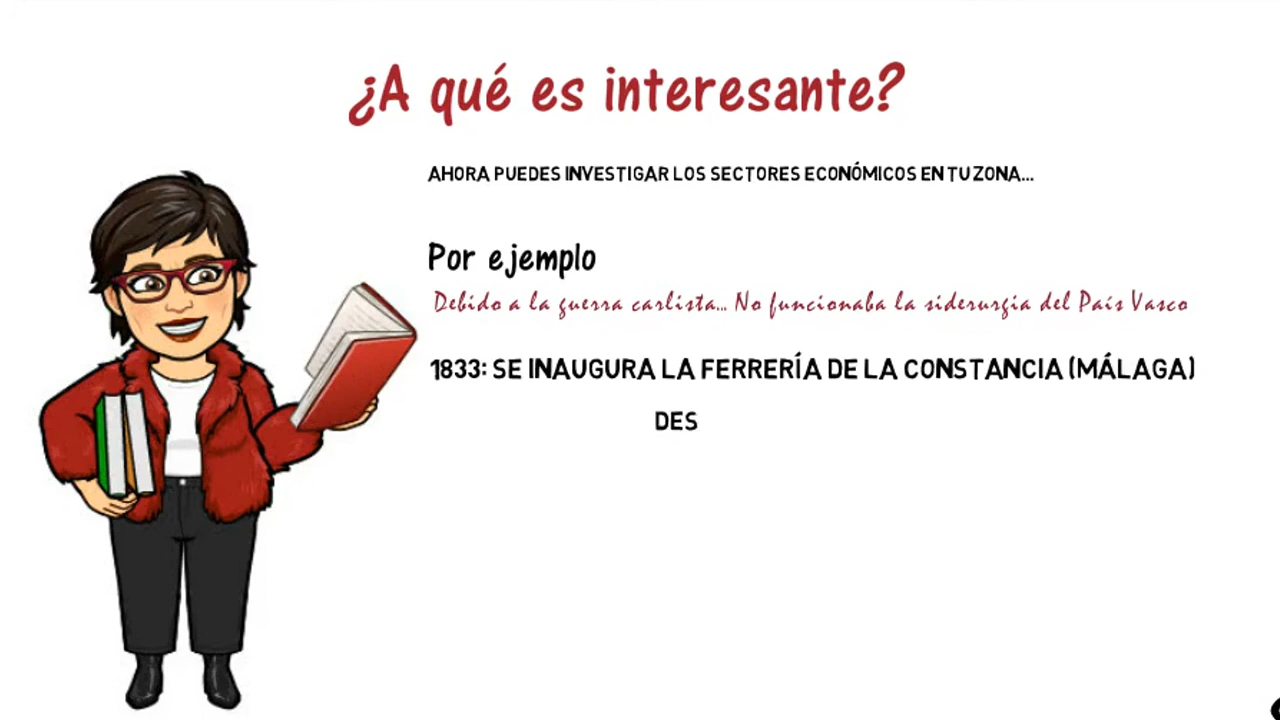 ¿A qué es interesante?
AHORA PUEDES INVESTIGAR LOS SECTORES ECONÓMICOS EN TU ZONA...
Por ejemplo
Debido a la guerra carlista... No funcionaba la siderurgia del País Vasco
1833: SE INAUGURA LA FERRERÍA DE LA CONSTANCIA (MÁLAGA)
DES